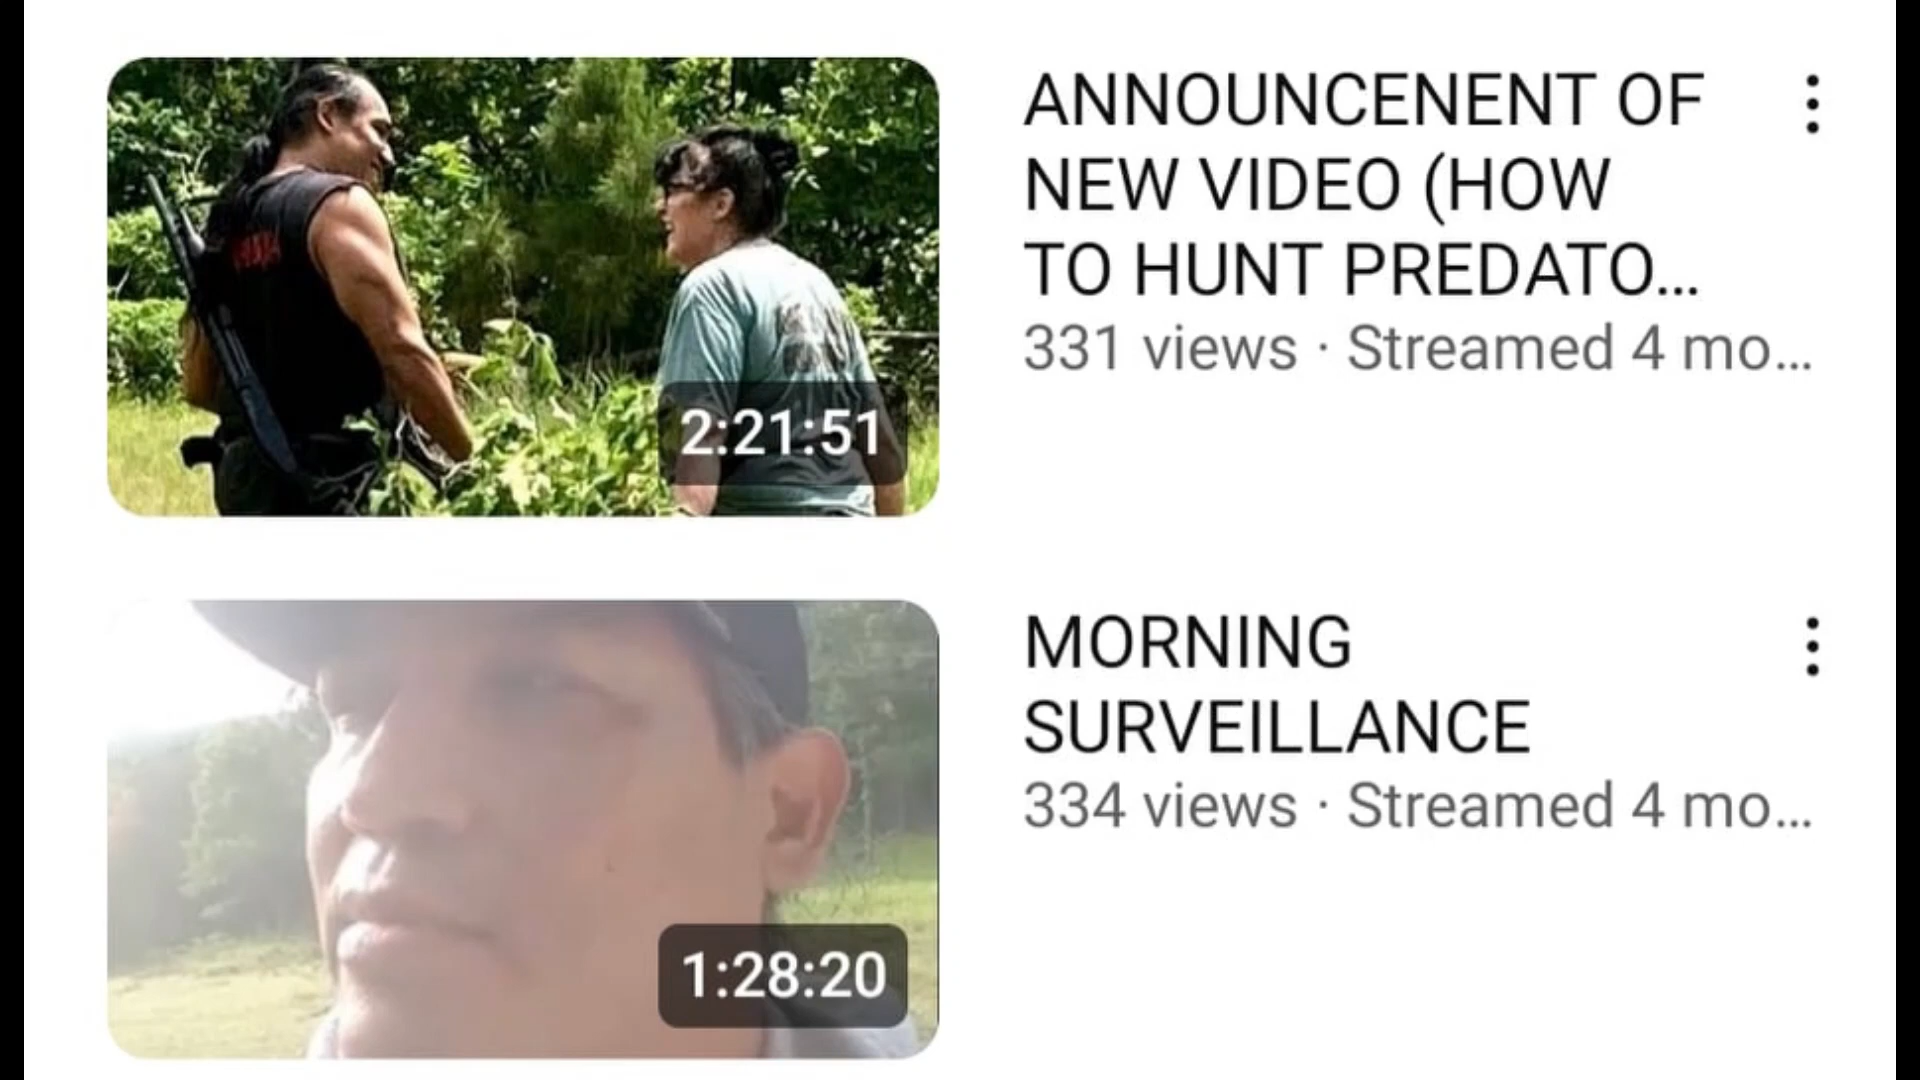 ANNOUNCENENT OF
NEW VIDEO (HOW
TO HUNT PREDATO...
331 views · Streamed 4 mo...
2:21:51
MORNING
SURVEILLANCE
334 views · Streamed 4 mo...
1:28:20